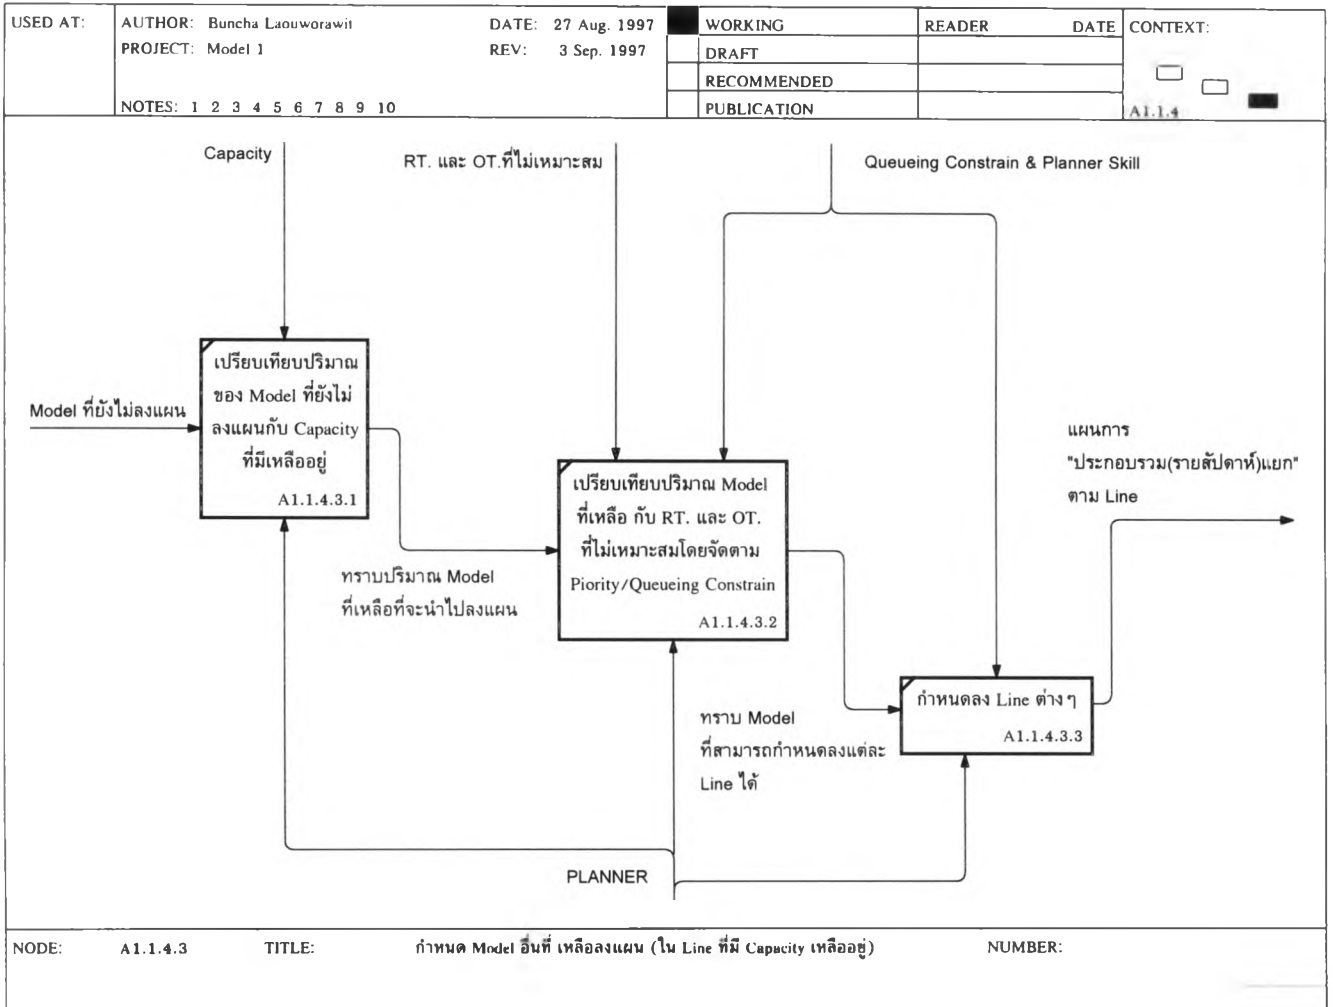 USED AT: AUTHOR: Buncha Laouworawit DATE: 27 Aug. 1997 WORKING READER DATE CONTEXT:
PROJECT: Model 1 REV: 3 Sep. 1997 DRAFT
RECOMMENDED
NOTES: 1 2 3 4 5 6 7 8 9 10 PUBLICATION A1.1.4
Capacity
RT. และ OT.ที่ไม่เหมาะสม
Queueing Constrain & Planner Skill
Model ที่ยังไม่ลงแผน
เปรียบเทียบปริมาณ
ของ Model ที่ยังไม่
ลงแผนกับ Capacity
ที่มีเหลืออยู่
A1.1.4.3.1
ทราบปริมาณ Model
ที่เหลือที่จะนำไปลงแผน
เปรียบเทียบปริมาณ Model
ที่เหลือ กับ RT. และ OT.
ที่ไม่เหมาะสมโดยจัดตาม
Piority/Queueing Constrain
A1.1.4.3.2
ทราบ Model
ที่สามารถกำหนดลงแต่ละ
Line ได้
กำหนดลง Line ต่างๆ
A1.1.4.3.3
แผนการ
"ประกอบรวม(รายสัปดาห์)แยก"
ตาม Line
PLANNER
NODE: A1.1.4.3 TITLE: กำหนด Model อื่นที่ เหลือลงแผน (ใน Line ที่มี Capacity เหลืออยู่) NUMBER: